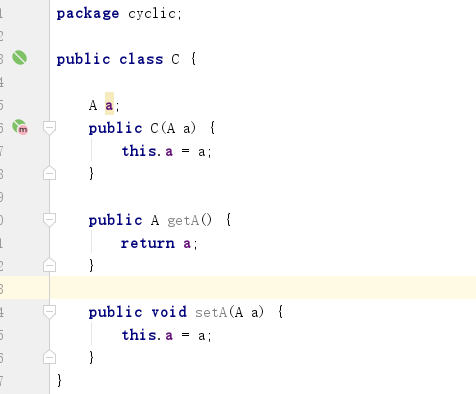 package cyclic;
public class C {
A a;
public C(A a) {
this.a = a;
}
public A getA() {
return a;
}
public void setA(A a) {
this.a = a;
}
}